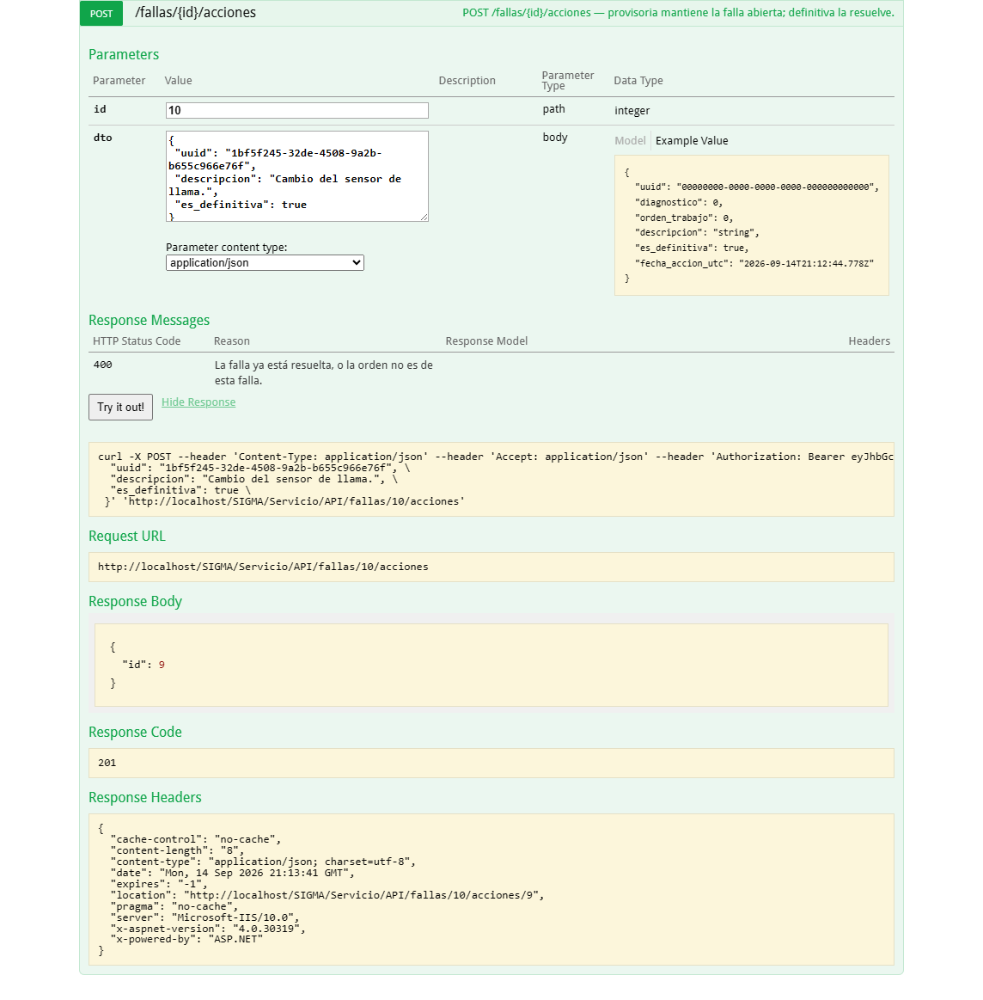 POST /fallas/{id}/acciones POST /fallas/{id}/acciones — provisoria mantiene la falla abierta; definitiva la resuelve.
Parameters
Parameter Value Description Parameter Type Data Type
id 10 path integer
dto body
{
"uuid": "1bf5f245-32de-4508-9a2b-
b655c966e76f",
"descripcion": "Cambio del sensor de
llama.",
"es_definitiva": true
}
Parameter content type:
application/json
Model Example Value
{
"uuid": "00000000-0000-0000-0000-000000000000",
"diagnostico": 0,
"orden_trabajo": 0,
"descripcion": "string",
"es_definitiva": true,
"fecha_accion_utc": "2026-09-14T21:12:44.778Z"
}
Response Messages
HTTP Status Code Reason Response Model Headers
400 La falla ya está resuelta, o la orden no es de
esta falla.
Try it out! Hide Response
curl -X POST --header 'Content-Type: application/json' --header 'Accept: application/json' --header 'Authorization: Bearer eyJhbGc
"uuid": "1bf5f245-32de-4508-9a2b-b655c966e76f", \
"descripcion": "Cambio del sensor de llama.", \
"es_definitiva": true \
}' 'http://localhost/SIGMA/Servicio/API/fallas/10/acciones'
Request URL
http://localhost/SIGMA/Servicio/API/fallas/10/acciones
Response Body
{
"id": 9
}
Response Code
201
Response Headers
{
"cache-control": "no-cache",
"content-length": "8",
"content-type": "application/json; charset=utf-8",
"date": "Mon, 14 Sep 2026 21:13:41 GMT",
"expires": "-1",
"location": "http://localhost/SIGMA/Servicio/API/fallas/10/acciones/9",
"pragma": "no-cache",
"server": "Microsoft-IIS/10.0",
"x-aspnet-version": "4.0.30319",
"x-powered-by": "ASP.NET"
}